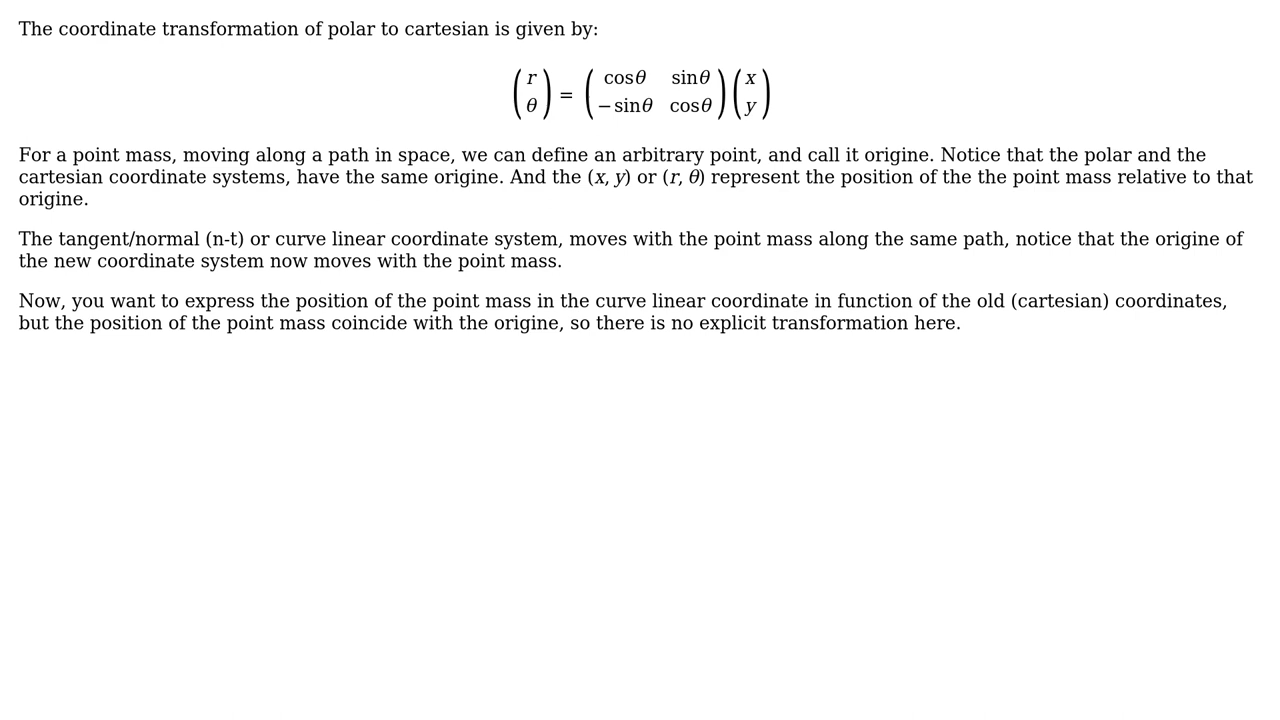 The coordinate transformation of polar to cartesian is given by:
( r θ ) = ( cos θ sin θ − sin θ cos θ ) ( x y )
For a point mass, moving along a path in space, we can define an arbitrary point, and call it origine. Notice that the polar and the
cartesian coordinate systems, have the same origine. And the (x, y) or (r, θ) represent the position of the the point mass relative to that
origine.
The tangent/normal (n-t) or curve linear coordinate system, moves with the point mass along the same path, notice that the origine of
the new coordinate system now moves with the point mass.
Now, you want to express the position of the point mass in the curve linear coordinate in function of the old (cartesian) coordinates,
but the position of the point mass coincide with the origine, so there is no explicit transformation here.